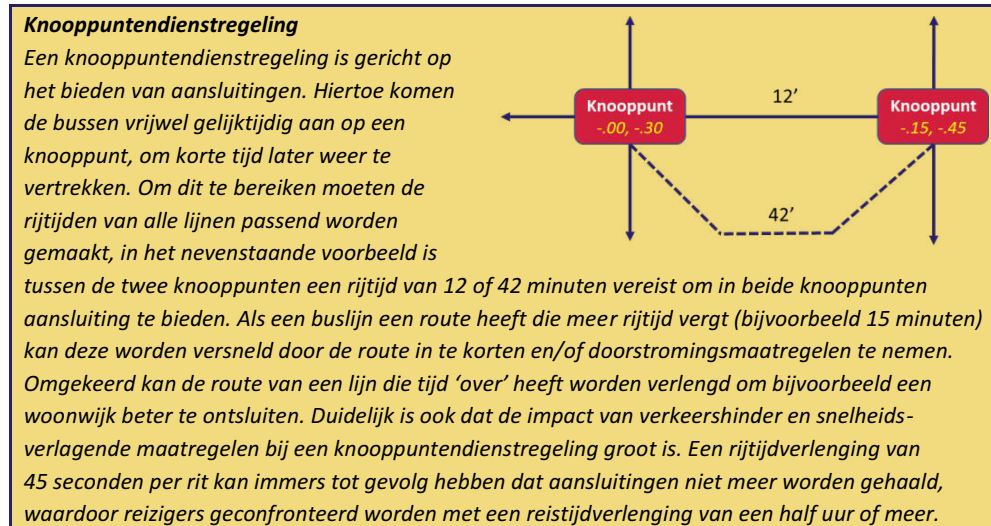 Knooppuntendienstregeling
Een knooppuntendienstregeling is gericht op
het bieden van aansluitingen. Hiertoe komen
de bussen vrijwel gelijktijdig aan op een
knooppunt, om korte tijd later weer te
vertrekken. Om dit te bereiken moeten de
rijtijden van alle lijnen passend worden
gemaakt, in het nevenstaande voorbeeld is
tussen de twee knooppunten een rijtijd van 12 of 42 minuten vereist om in beide knooppunten
aansluiting te bieden. Als een buslijn een route heeft die meer rijtijd vergt (bijvoorbeeld 15 minuten)
kan deze worden versneld door de route in te korten en/of doorstromingsmaatregelen te nemen.
Omgekeerd kan de route van een lijn die tijd ‘over’ heeft worden verlengd om bijvoorbeeld een
woonwijk beter te ontsluiten. Duidelijk is ook dat de impact van verkeershinder en snelheids-
verlagende maatregelen bij een knooppuntendienstregeling groot is. Een rijtijdverlenging van
45 seconden per rit kan immers tot gevolg hebben dat aansluitingen niet meer worden gehaald,
waardoor reizigers geconfronteerd worden met een reistijdverlenging van een half uur of meer.
Knooppunt
-.00, -.30
12’
Knooppunt
-.15, -.45
42’